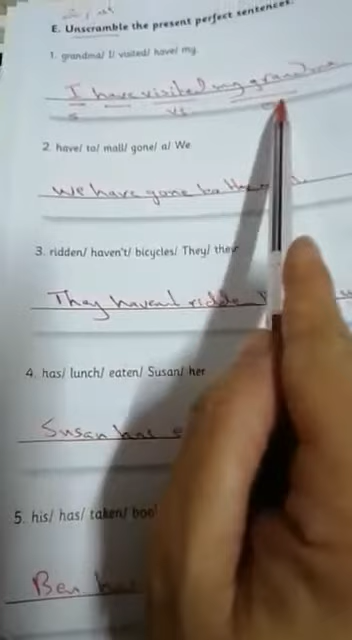 E. Unscramble the present perfect sentences.
1. grandma/ I/ visited/ have/ my.
I have visited my grandma
S
2. have/ to/ mall/ gone/ a/ We
We have gone to
3. ridden/ haven't/ bicycles/ They/ their
They haven't ridde
4. has/ lunch/ eaten/ Susan/ her
Susan has e
5. his/ has/ taken/ boo
Ben has